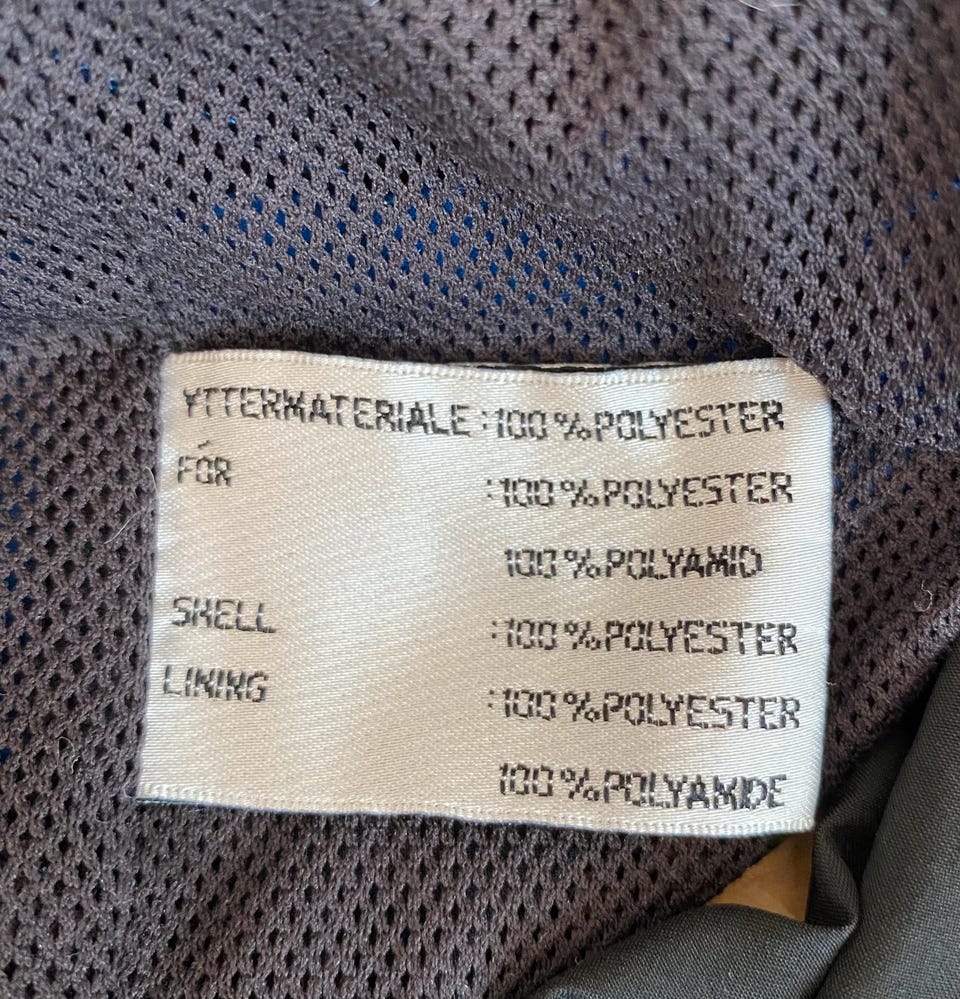 YTTERMATERIALE :100%POLYESTER
FÓR :100%POLYESTER
100%POLYAMID
SHELL :100%POLYESTER
LINING :100%POLYESTER
100%POLYAMIDE